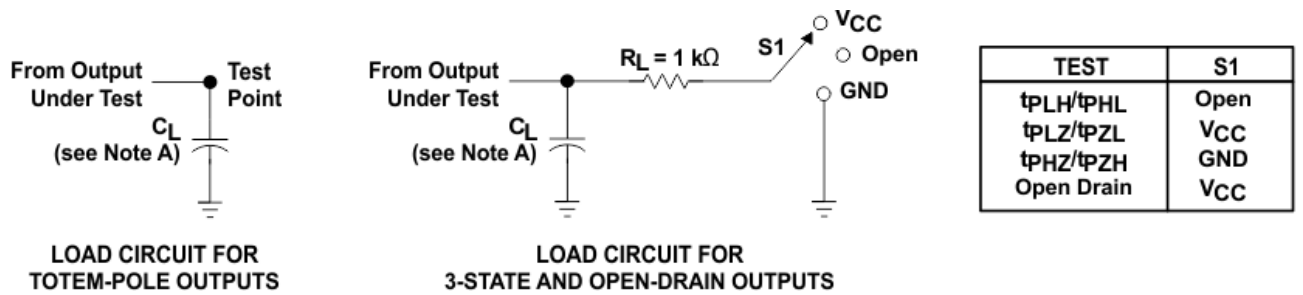 From Output
Under Test
Test
Point
CL
(see Note A)
LOAD CIRCUIT FOR
TOTEM-POLE OUTPUTS
From Output
Under Test
CL
(see Note A)
RL = 1 kΩ
S1
VCC
Open
GND
LOAD CIRCUIT FOR
3-STATE AND OPEN-DRAIN OUTPUTS
TEST S1
tPLH/tPHL Open
tPLZ/tPZL VCC
tPHZ/tPZH GND
Open Drain VCC